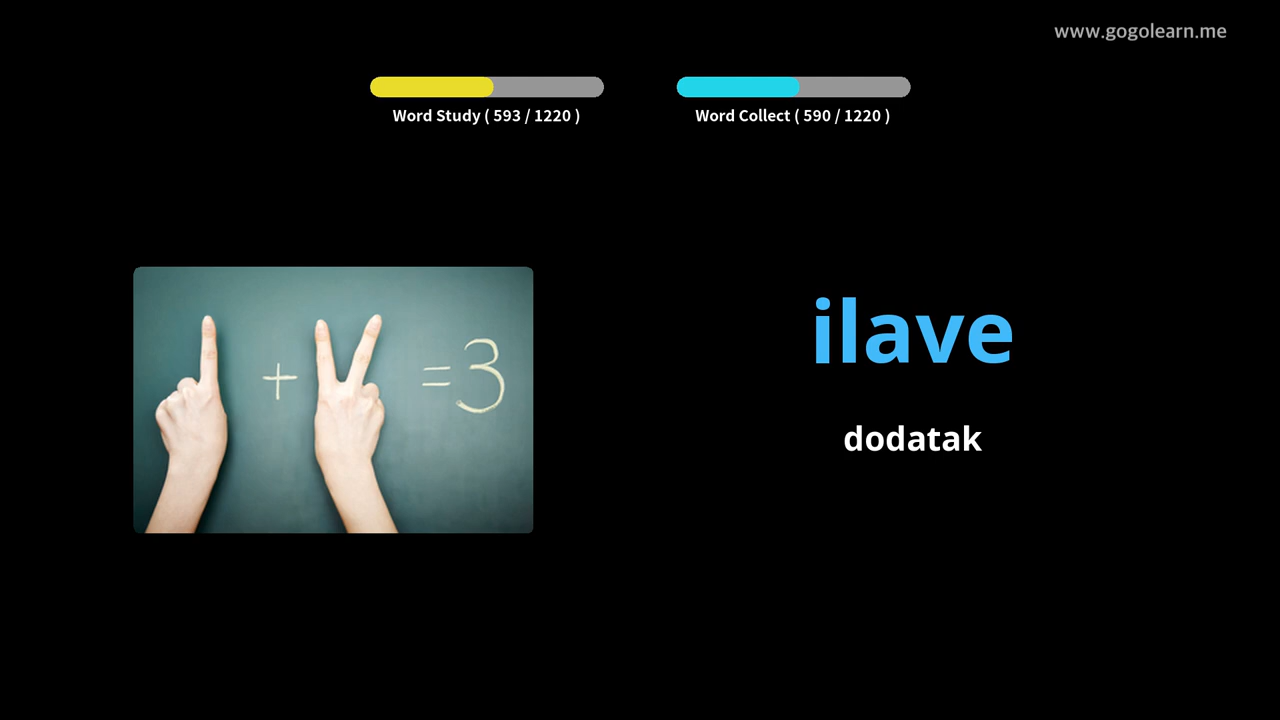 www.gogolearn.me
Word Study ( 593 / 1220 )
Word Collect ( 590 / 1220 )
+ = 3
ilave
dodatak